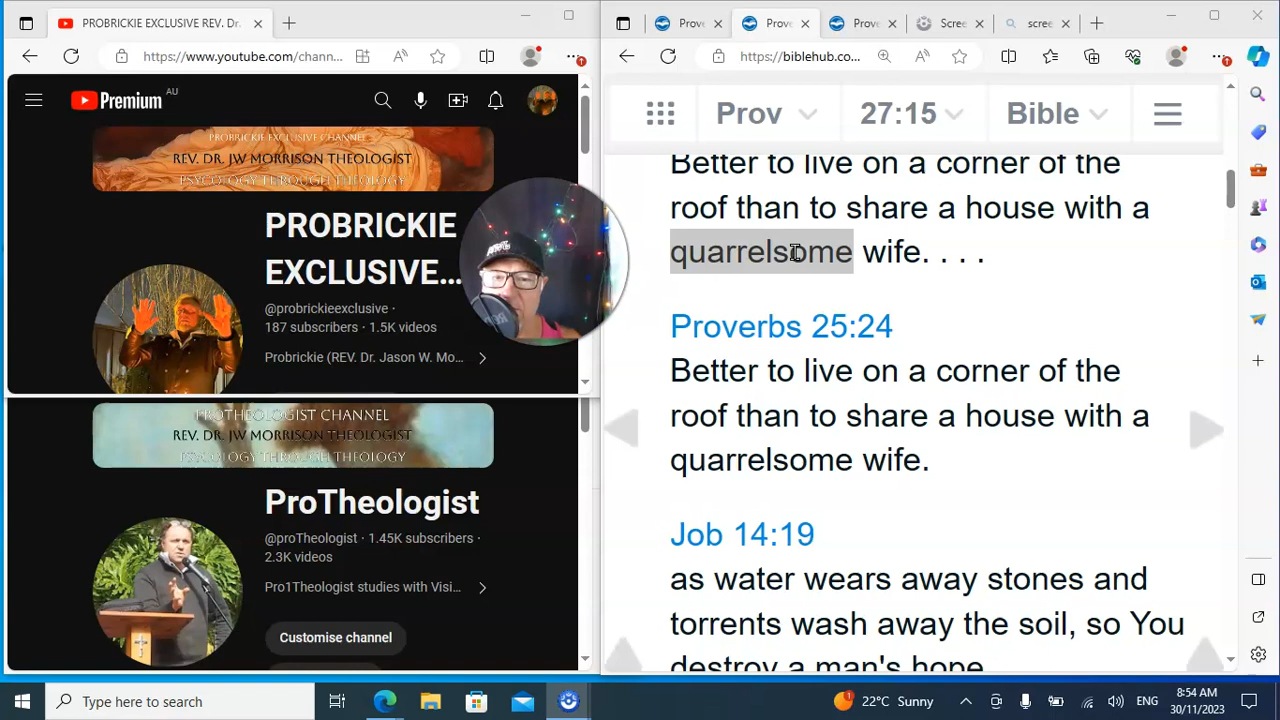 PROBRICKIE EXCLUSIVE REV. Dr.
https://www.youtube.com/chann...
Premium
AU
PROBRICKIE EXCLUSIVE CHANNEL
REV. DR. JW MORRISON THEOLOGIST
PSYCOLOGY THROUGH THEOLOGY
PROBRICKIE
EXCLUSIVE...
@probrickieexclusive ·
187 subscribers · 1.5K videos
Probrickie (REV. Dr. Jason W. Mo...
PROTHEOLOGIST CHANNEL
REV. DR. JW MORRISON THEOLOGIST
PSYCOLOGY THROUGH THEOLOGY
ProTheologist
@proTheologist · 1.45K subscribers ·
2.3K videos
Pro1Theologist studies with Visi...
Customise channel
Prove
Prove
Prove
Scree
scree
https://biblehub.co...
Prov
27:15
Bible
Better to live on a corner of the
roof than to share a house with a
quarrelsome wife. . . .
Proverbs 25:24
Better to live on a corner of the
roof than to share a house with a
quarrelsome wife.
Job 14:19
as water wears away stones and
torrents wash away the soil, so You
destroy a man's hope.
Type here to search
22°C Sunny
ENG
8:54 AM
30/11/2023